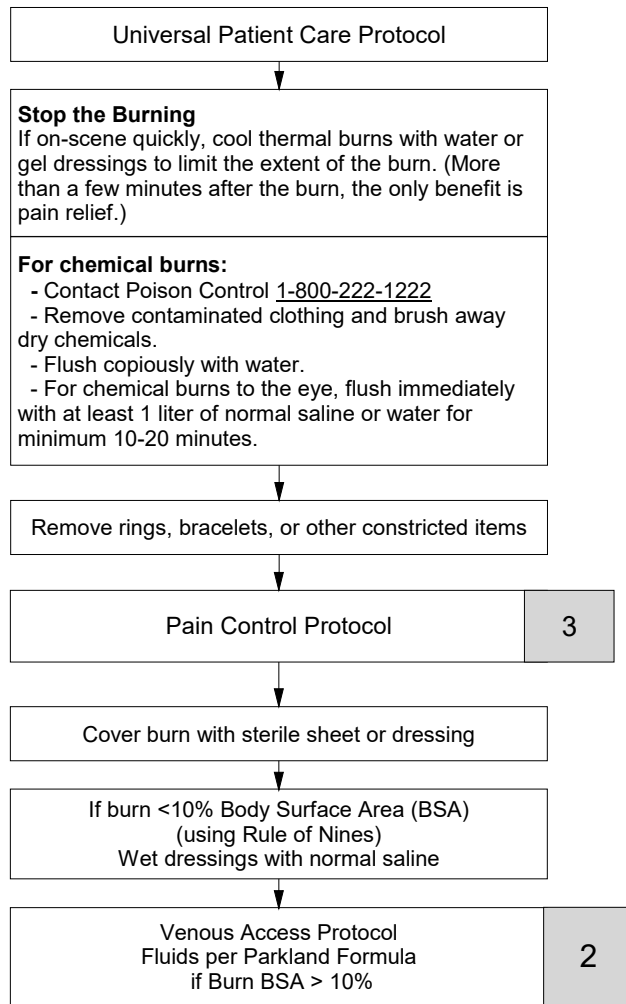 Universal Patient Care Protocol
Stop the Burning
If on-scene quickly, cool thermal burns with water or
gel dressings to limit the extent of the burn. (More
than a few minutes after the burn, the only benefit is
pain relief.)
For chemical burns:
- Contact Poison Control 1-800-222-1222
- Remove contaminated clothing and brush away
dry chemicals.
- Flush copiously with water.
- For chemical burns to the eye, flush immediately
with at least 1 liter of normal saline or water for
minimum 10-20 minutes.
Remove rings, bracelets, or other constricted items
Pain Control Protocol
3
Cover burn with sterile sheet or dressing
If burn <10% Body Surface Area (BSA)
(using Rule of Nines)
Wet dressings with normal saline
Venous Access Protocol
Fluids per Parkland Formula
if Burn BSA > 10%
2